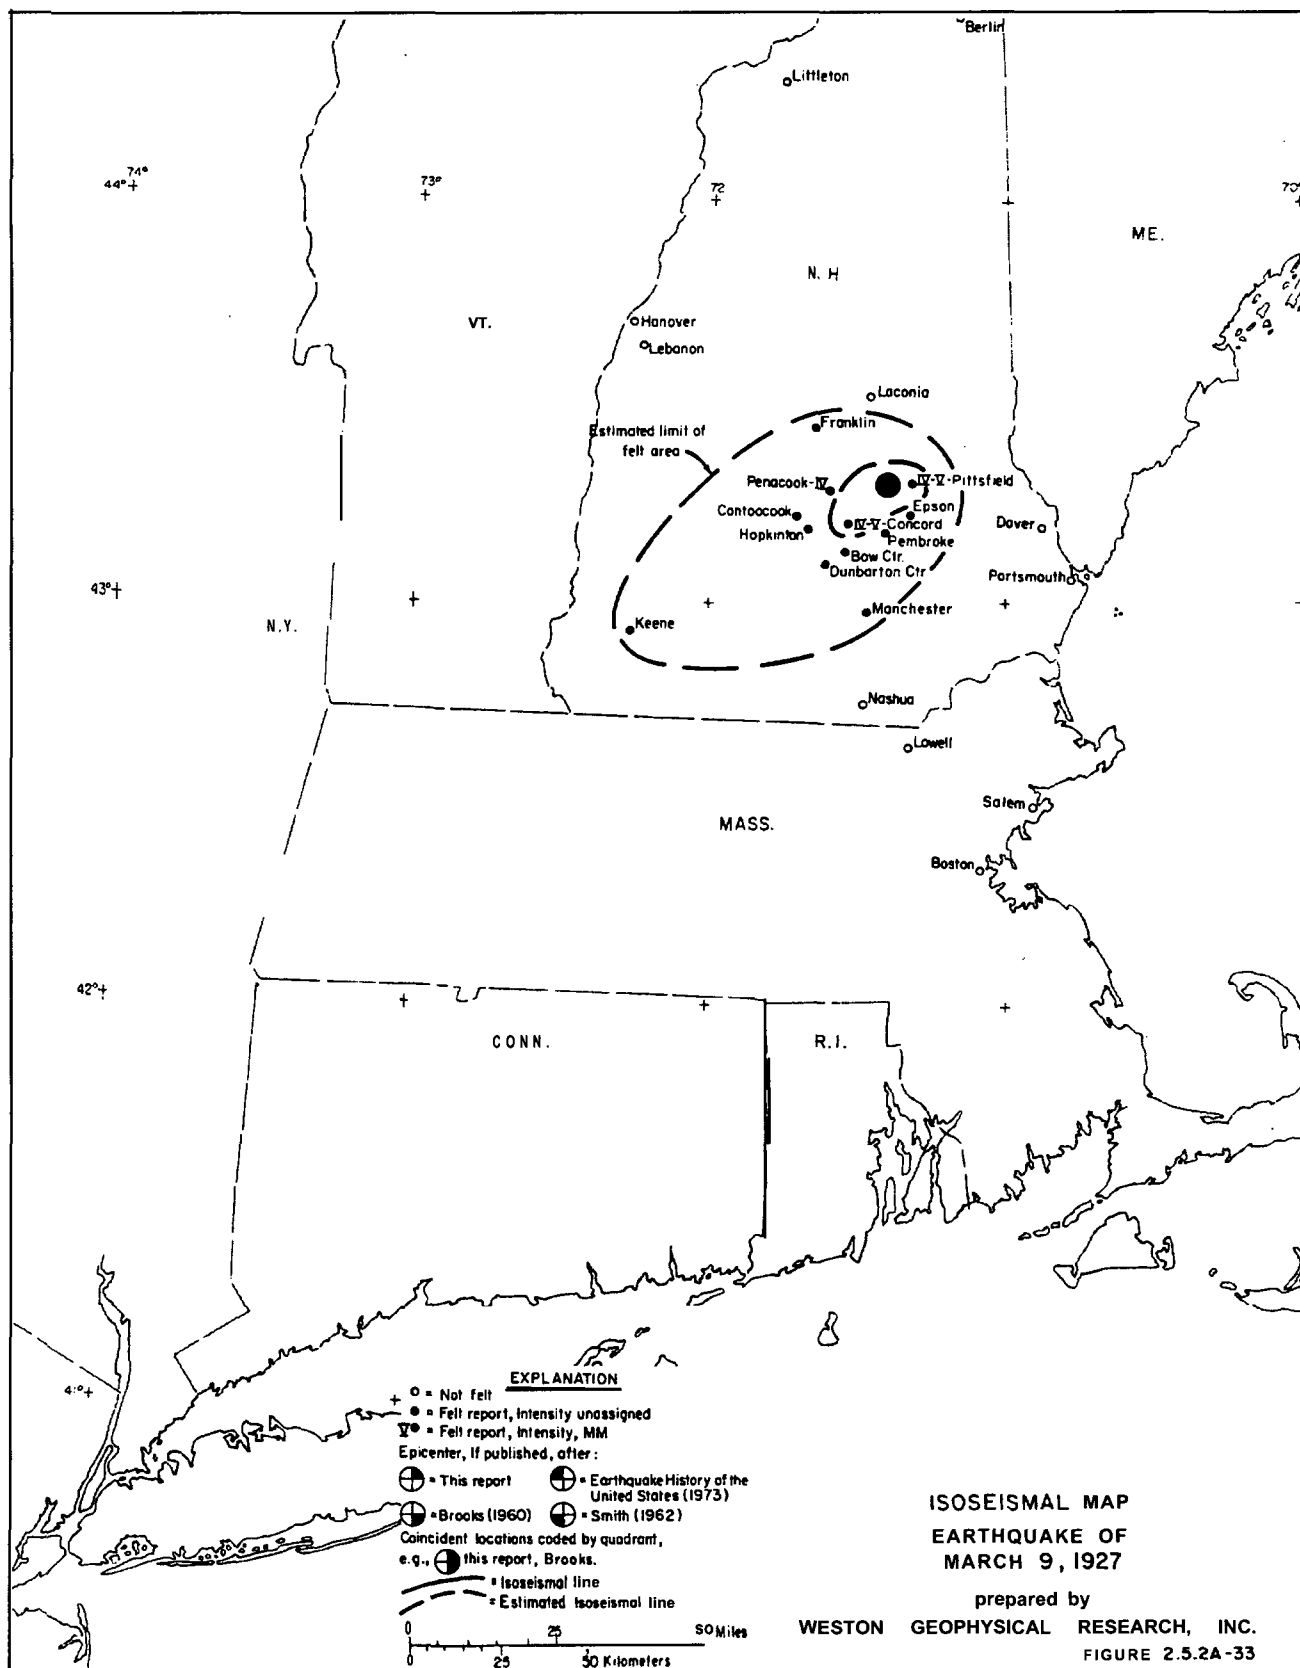 Berlin
Littleton
74°
44°
73°
72
70°
ME.
N. H
VT.
Hanover
Lebanon
Laconia
Franklin
Estimated limit of
felt area
Penacook-IV
IV-V-Pittsfield
Contoocook
Epson
IV-V-Concord
Hopkinton
Pembroke
Dover
Bow Ctr.
Dunbarton Ctr
Portsmouth
43°
Manchester
N.Y.
Keene
Nashua
Lowell
Salem
MASS.
Boston
42°
CONN.
R.I.
41°
EXPLANATION
= Not felt
= Felt report, Intensity unassigned
V = Felt report, Intensity, MM
Epicenter, If published, after:
= This report
= Earthquake History of the
United States (1973)
= Brooks (1960)
= Smith (1962)
Coincident locations coded by quadrant,
e.g., this report, Brooks.
= Isoseismal line
= Estimated Isoseismal line
0 25 50 Miles
0 25 50 Kilometers
ISOSEISMAL MAP
EARTHQUAKE OF
MARCH 9, 1927
prepared by
WESTON GEOPHYSICAL RESEARCH, INC.
FIGURE 2.5.2A-33